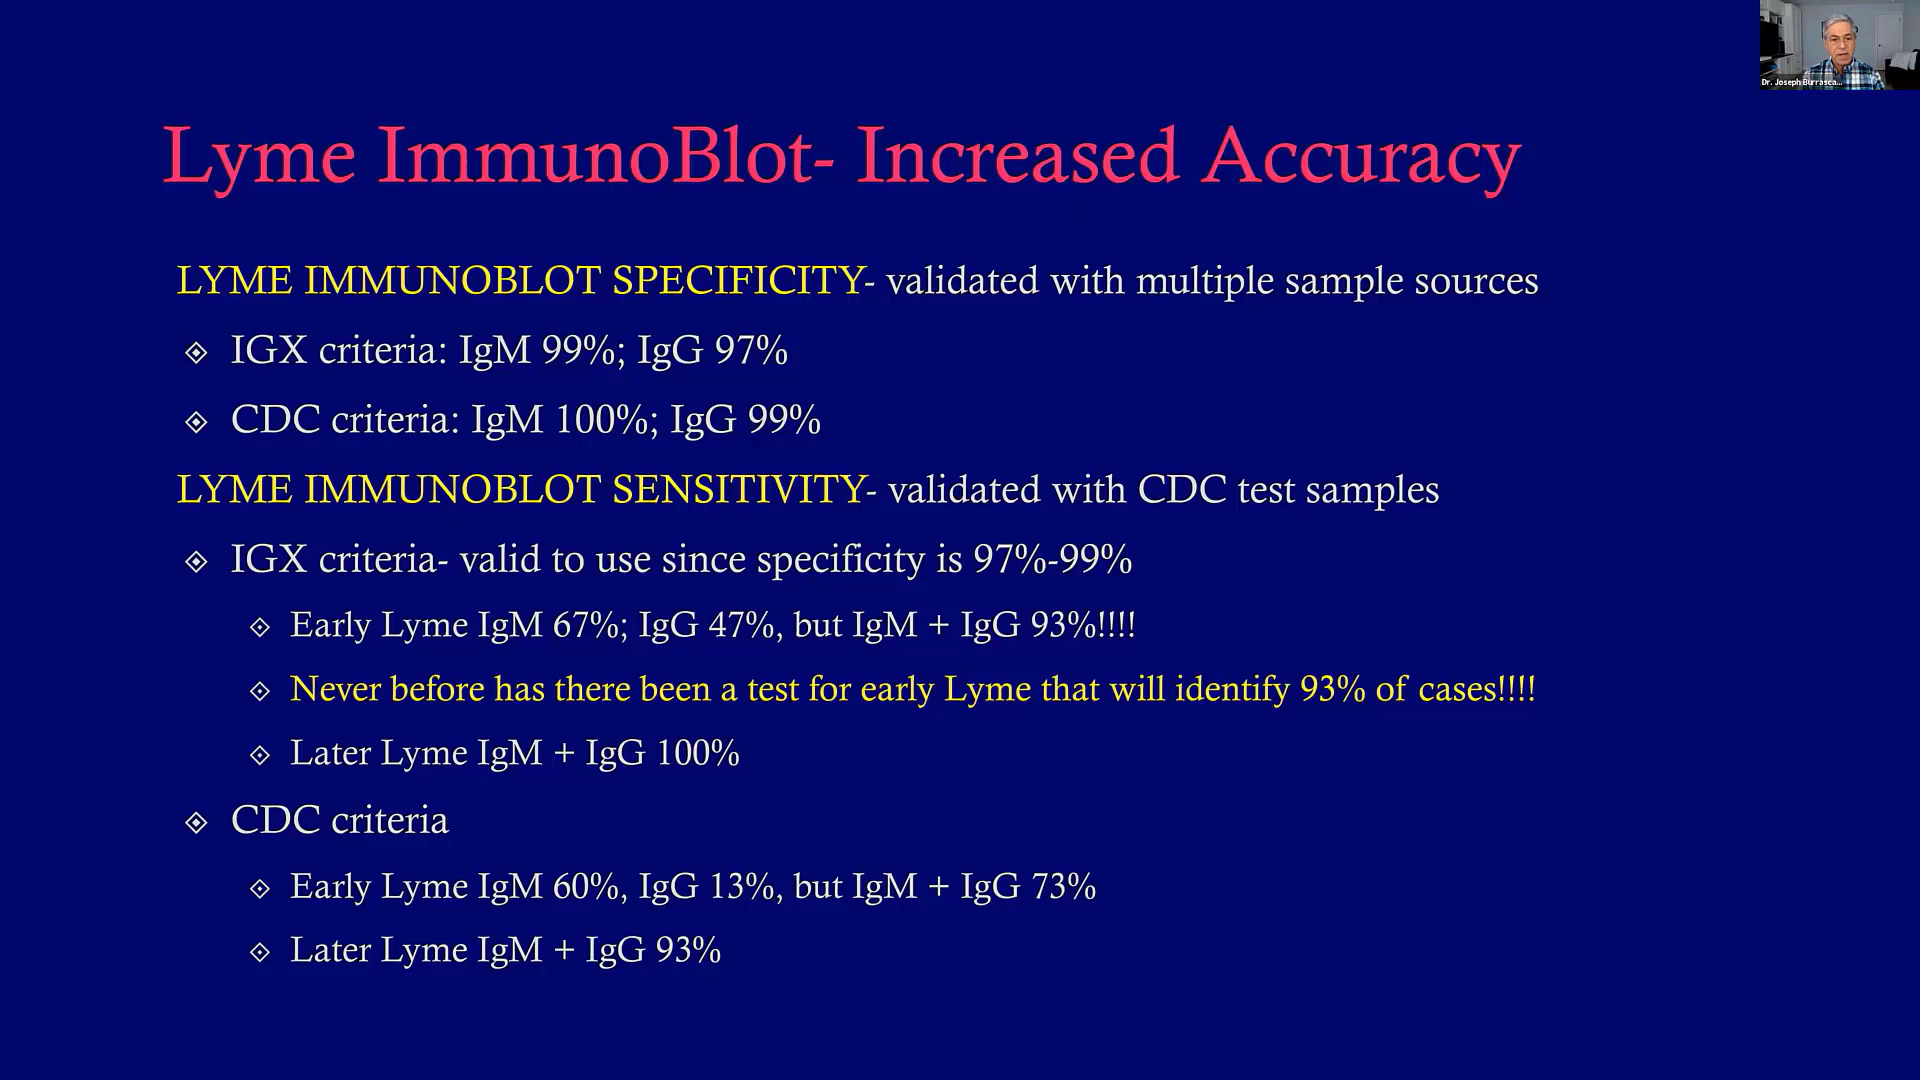 Dr. Joseph Burrasca...
Lyme ImmunoBlot- Increased Accuracy
LYME IMMUNOBLOT SPECIFICITY- validated with multiple sample sources
IGX criteria: IgM 99%; IgG 97%
CDC criteria: IgM 100%; IgG 99%
LYME IMMUNOBLOT SENSITIVITY- validated with CDC test samples
IGX criteria- valid to use since specificity is 97%-99%
Early Lyme IgM 67%; IgG 47%, but IgM + IgG 93%!!!!
Never before has there been a test for early Lyme that will identify 93% of cases!!!!
Later Lyme IgM + IgG 100%
CDC criteria
Early Lyme IgM 60%, IgG 13%, but IgM + IgG 73%
Later Lyme IgM + IgG 93%